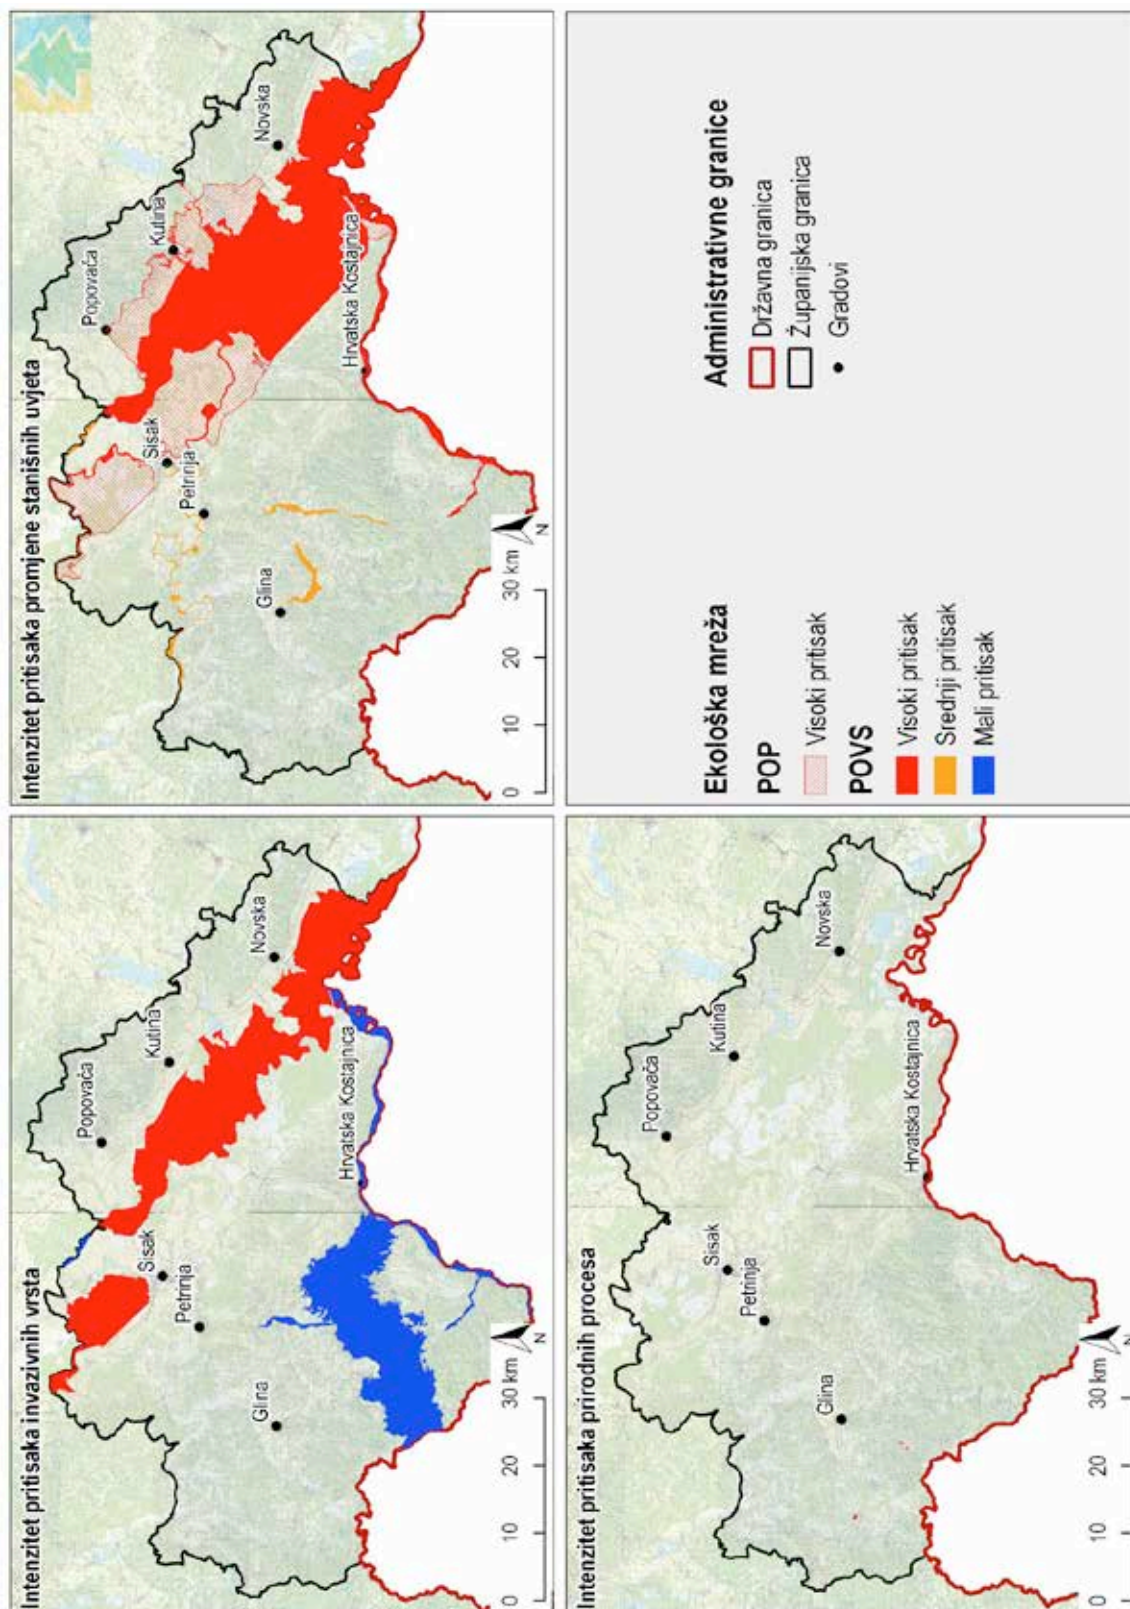 Intenzitet pritisaka invazivnih vrsta
Popovača
Kutina
Novska
Sisak
Petrinja
Glina
Hrvatska Kostajnica
0 10 20 30 km
N
Intenzitet pritisaka promjene stanišnih uvjeta
Popovača
Kutina
Novska
Sisak
Petrinja
Glina
Hrvatska Kostajnica
0 10 20 30 km
N
Intenzitet pritisaka prirodnih procesa
Popovača
Kutina
Novska
Sisak
Petrinja
Glina
Hrvatska Kostajnica
0 10 20 30 km
N
Ekološka mreža
POP
Visoki pritisak
POVS
Visoki pritisak
Srednji pritisak
Mali pritisak
Administrativne granice
Državna granica
Županijska granica
Gradovi